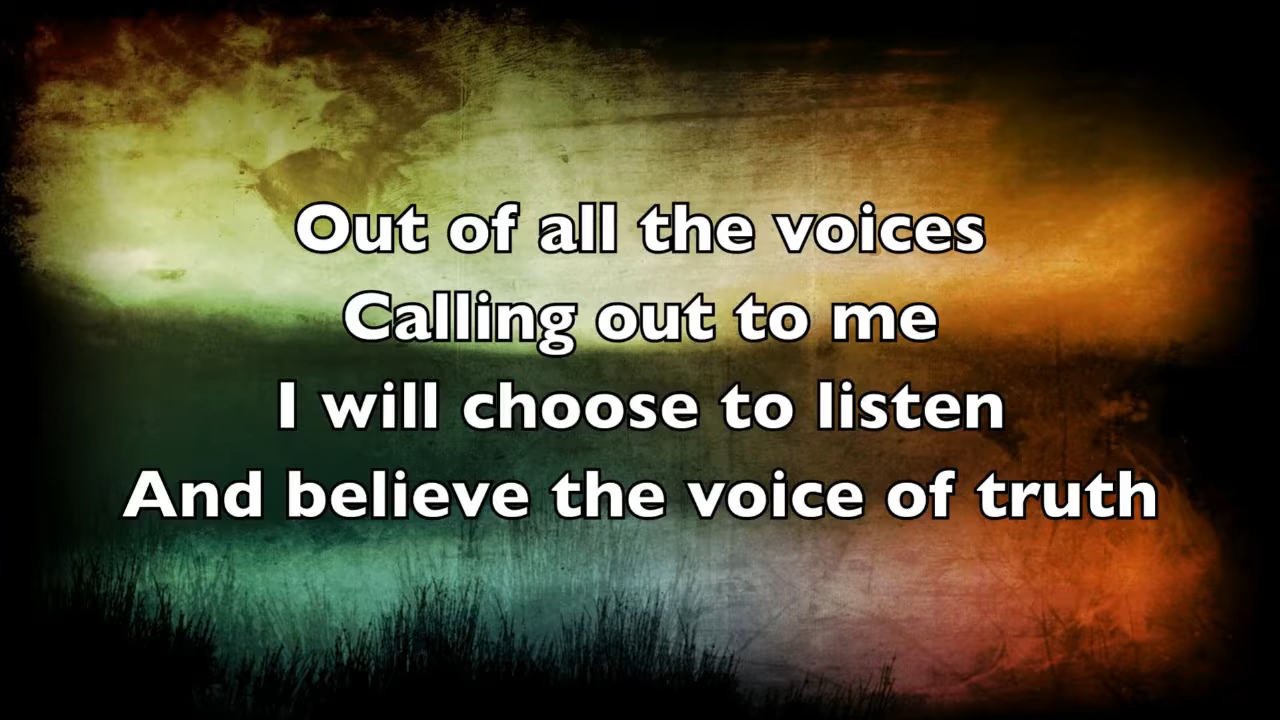 Out of all the voices
Calling out to me
I will choose to listen
And believe the voice of truth